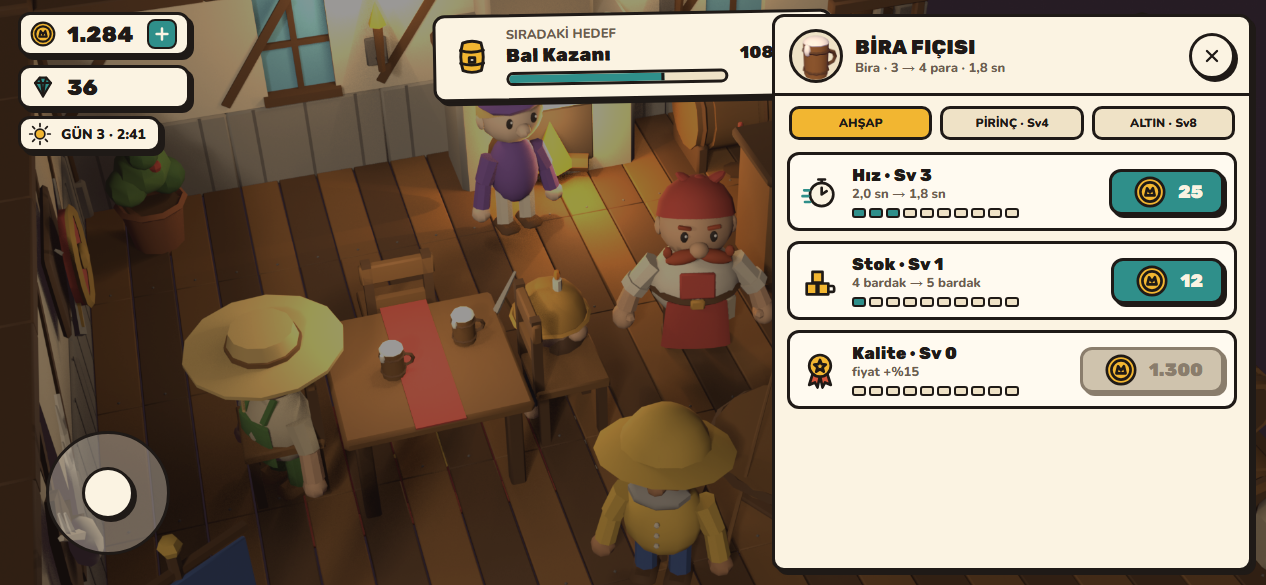 1.284
36
GÜN 3 · 2:41
SIRADAKİ HEDEF
Bal Kazanı
108
BİRA FIÇISI
Bira · 3 → 4 para · 1,8 sn
AHŞAP
PİRİNÇ · Sv4
ALTIN · Sv8
Hız • Sv 3
2,0 sn → 1,8 sn
25
Stok • Sv 1
4 bardak → 5 bardak
12
Kalite • Sv 0
fiyat +%15
1.300